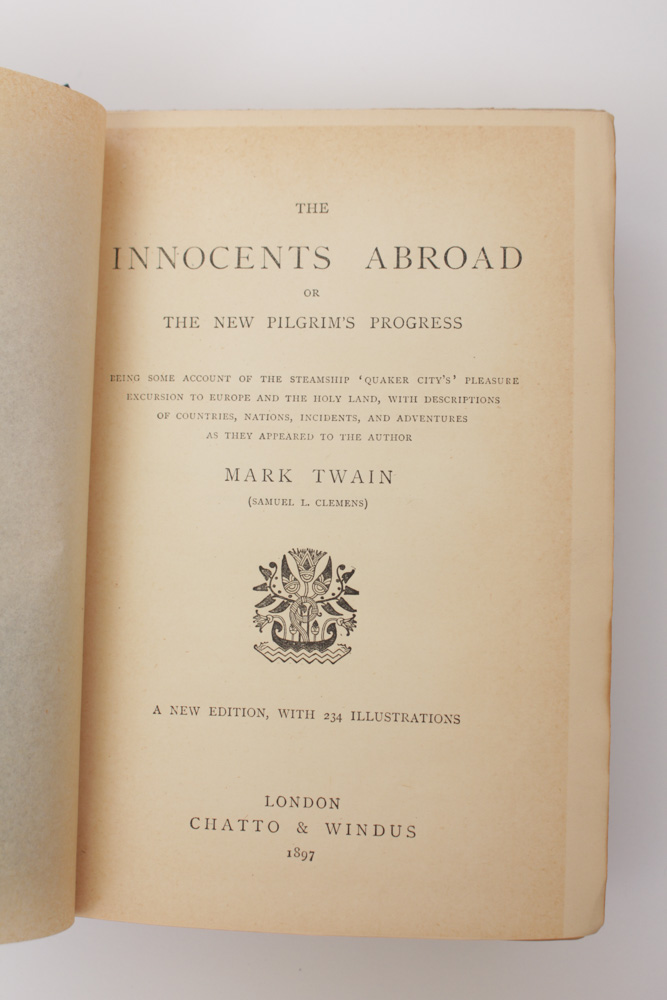 THE
INNOCENTS ABROAD
OR
THE NEW PILGRIM'S PROGRESS
BEING SOME ACCOUNT OF THE STEAMSHIP 'QUAKER CITY'S' PLEASURE
EXCURSION TO EUROPE AND THE HOLY LAND, WITH DESCRIPTIONS
OF COUNTRIES, NATIONS, INCIDENTS, AND ADVENTURES
AS THEY APPEARED TO THE AUTHOR
MARK TWAIN
(SAMUEL L. CLEMENS)
A NEW EDITION, WITH 234 ILLUSTRATIONS
LONDON
CHATTO & WINDUS
1897